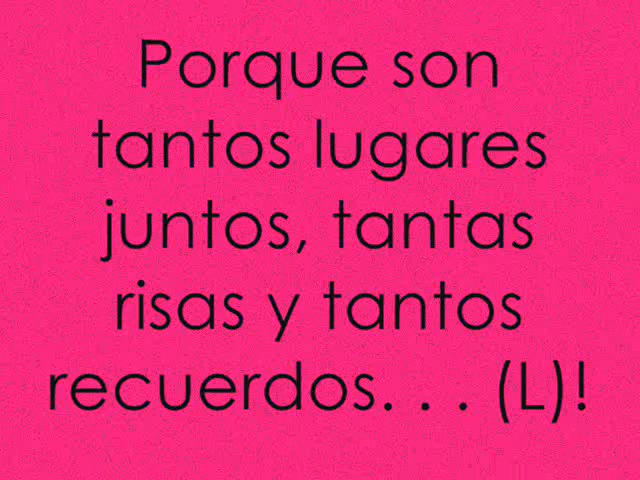 Porque son
tantos lugares
juntos, tantas
risas y tantos
recuerdos. . . (L)!